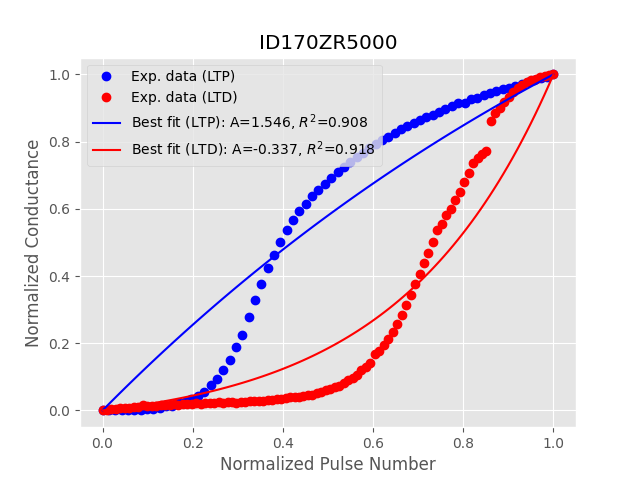 ID170ZR5000
Exp. data (LTP)
Exp. data (LTD)
Best fit (LTP): A=1.546, R²=0.908
Best fit (LTD): A=-0.337, R²=0.918
Normalized Conductance
1.0
0.8
0.6
0.4
0.2
0.0
0.0 0.2 0.4 0.6 0.8 1.0
Normalized Pulse Number